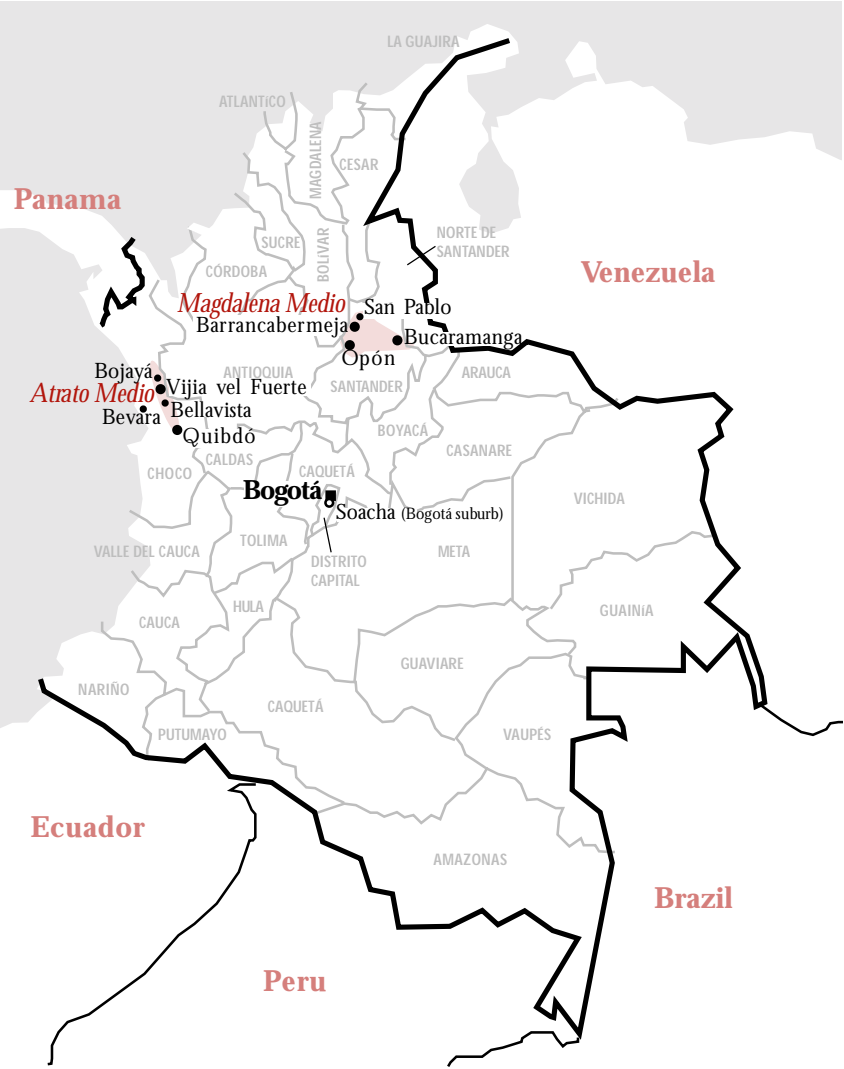 LA GUAJIRA
ATLANTíCO
MAGDALENA
CESAR
Panama
NORTE DE
SANTANDER
SUCRE
BOLIVAR
CÓRDOBA
Venezuela
Magdalena Medio
San Pablo
Barrancabermeja
Bucaramanga
Opón
Bojayá
ANTIOQUIA
ARAUCA
Atrato Medio
Vijia vel Fuerte
SANTANDER
Bellavista
Bevara
Quibdó
BOYACÁ
CASANARE
CALDAS
CHOCO
CAQUETÁ
Bogotá
VICHIDA
Soacha (Bogotá suburb)
TOLIMA
VALLE DEL CAUCA
META
DISTRITO
CAPITAL
HULA
GUAINíA
CAUCA
GUAVIARE
NARIÑO
CAQUETÁ
PUTUMAYO
VAUPÉS
Ecuador
AMAZONAS
Brazil
Peru